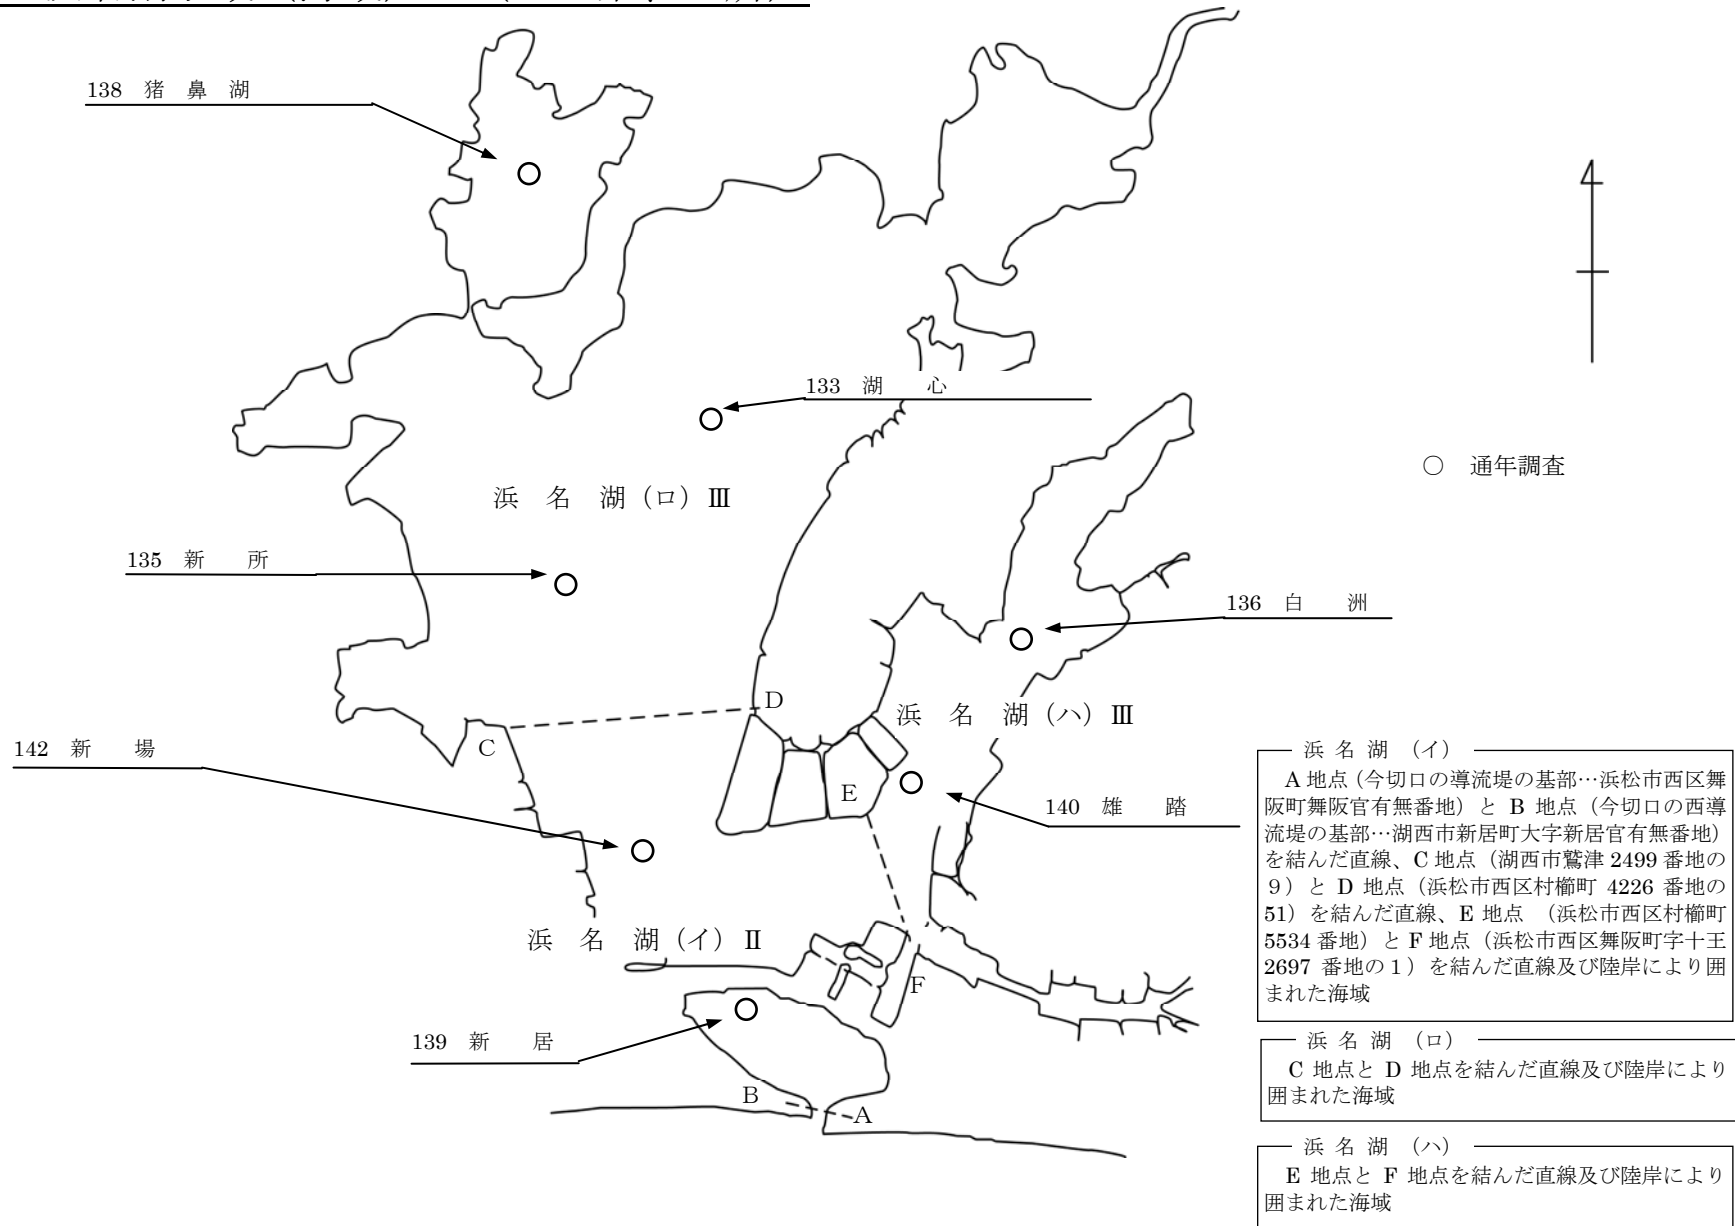 138 猪 鼻 湖
133 湖 心
○ 通年調査
浜 名 湖（ロ）Ⅲ
135 新 所
136 白 洲
D
浜 名 湖（ハ）Ⅲ
C
142 新 場
E
140 雄 踏
浜 名 湖（イ）Ⅱ
F
139 新 居
B
A
浜 名 湖 （イ）
A 地点（今切口の導流堤の基部…浜松市西区舞
阪町舞阪官有無番地）と B 地点（今切口の西導
流堤の基部…湖西市新居町大字新居官有無番地）
を結んだ直線、C 地点（湖西市鷲津 2499 番地の
9）と D 地点（浜松市西区村櫛町 4226 番地の
51）を結んだ直線、E 地点 （浜松市西区村櫛町
5534 番地）と F 地点（浜松市西区舞阪町字十王
2697 番地の１）を結んだ直線及び陸岸により囲
まれた海域
浜 名 湖 （ロ）
C 地点と D 地点を結んだ直線及び陸岸により
囲まれた海域
浜 名 湖 （ハ）
E 地点と F 地点を結んだ直線及び陸岸により
囲まれた海域